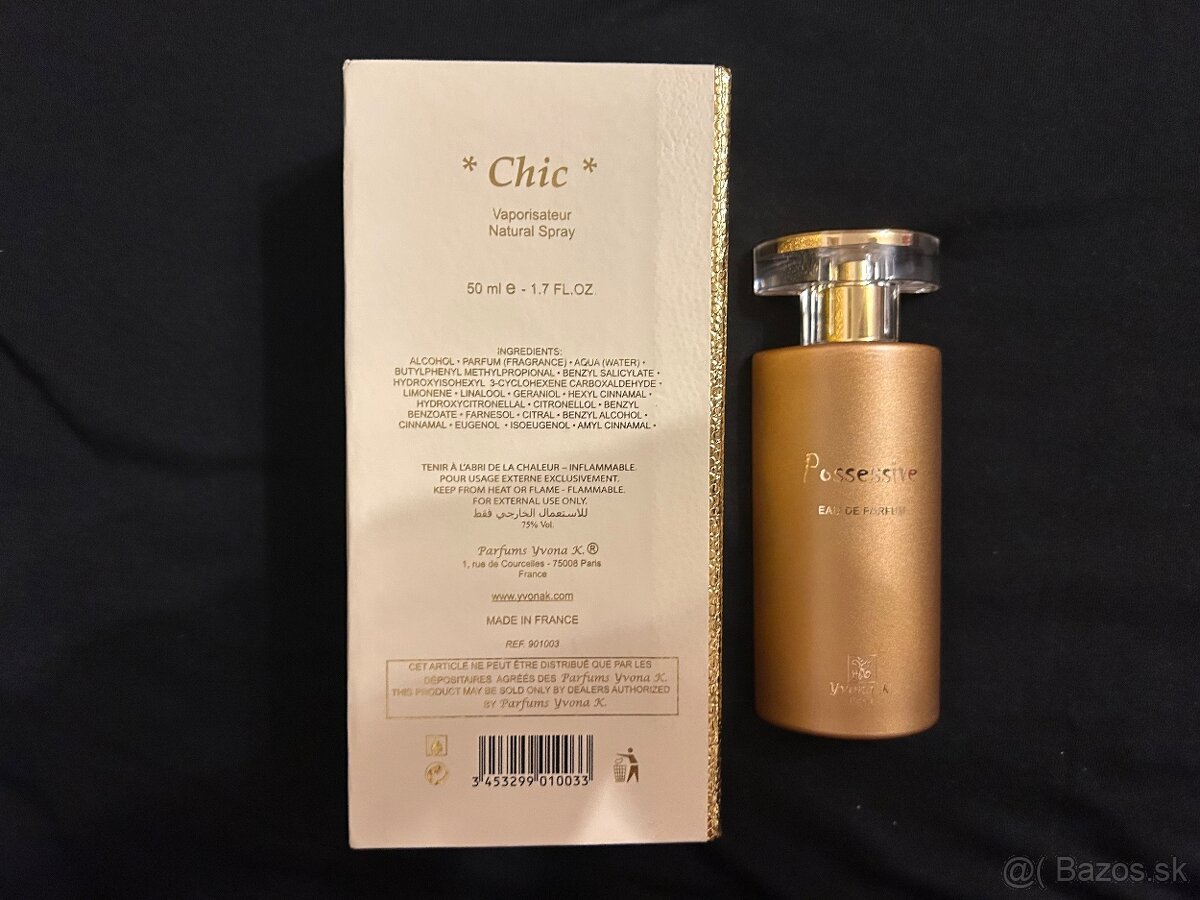 * Chic *
Vaporisateur
Natural Spray
50 ml e - 1.7 FL.OZ.
INGREDIENTS:
ALCOHOL • PARFUM (FRAGRANCE) • AQUA (WATER) •
BUTYLPHENYL METHYLPROPIONAL • BENZYL SALICYLATE •
HYDROXYISOHEXYL 3-CYCLOHEXENE CARBOXALDEHYDE •
LIMONENE • LINALOOL • GERANIOL • HEXYL CINNAMAL •
HYDROXYCITRONELLAL • CITRONELLOL • BENZYL
BENZOATE • FARNESOL • CITRAL • BENZYL ALCOHOL •
CINNAMAL • EUGENOL • ISOEUGENOL • AMYL CINNAMAL •
TENIR À L'ABRI DE LA CHALEUR – INFLAMMABLE.
POUR USAGE EXTERNE EXCLUSIVEMENT.
KEEP FROM HEAT OR FLAME - FLAMMABLE.
FOR EXTERNAL USE ONLY.
للاستعمال الخارجي فقط
75% Vol.
Parfums Yvona K.®
1, rue de Courcelles - 75008 Paris
France
www.yvonak.com
MADE IN FRANCE
REF. 901003
CET ARTICLE NE PEUT ÊTRE DISTRIBUÉ QUE PAR LES
DÉPOSITAIRES AGRÉÉS DES Parfums Yvona K.
THIS PRODUCT MAY BE SOLD ONLY BY DEALERS AUTHORIZED
BY Parfums Yvona K.
3 453299 010033
Possessive
EAU DE PARFUM
Yvona K.
@( Bazos.sk